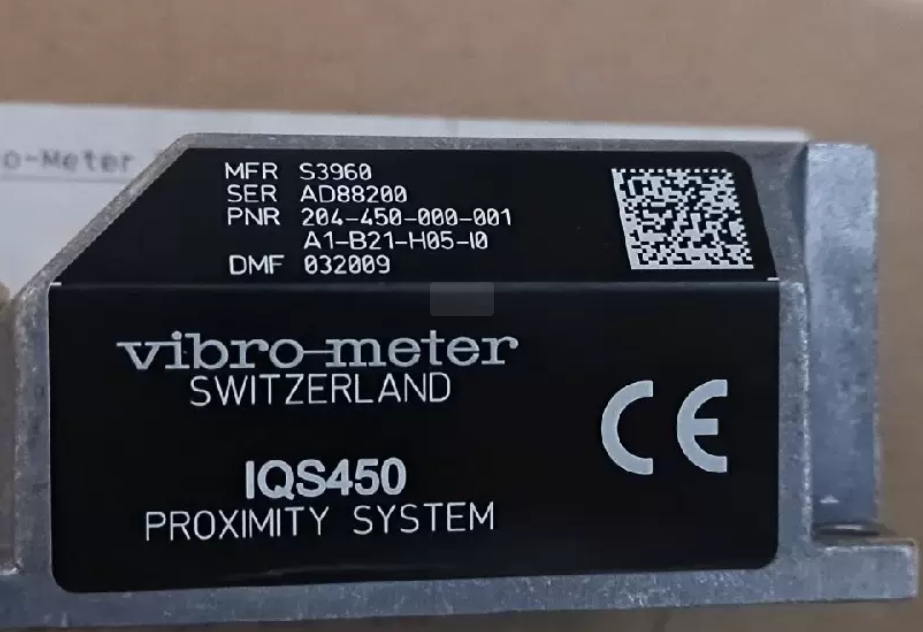 o-Meter
MFR S3960
SER AD88200
PNR 204-450-000-001
A1-B21-H05-I0
DMF 032009
vibro-meter
SWITZERLAND
CE
IQS450
PROXIMITY SYSTEM